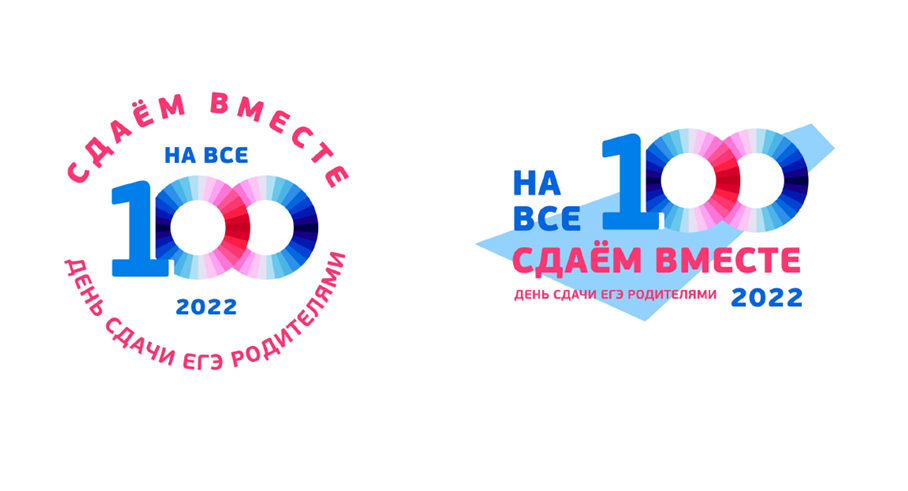 СДАЁМ ВМЕСТЕ
НА ВСЕ
100
2022
ДЕНЬ СДАЧИ ЕГЭ РОДИТЕЛЯМИ
НА
ВСЕ
100
СДАЁМ ВМЕСТЕ
ДЕНЬ СДАЧИ ЕГЭ РОДИТЕЛЯМИ 2022